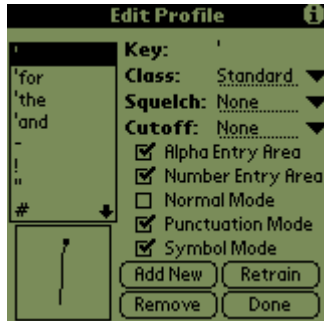 Edit Profile i
'
'for
'the
'and
-
!
"
#
Key: '
Class: Standard
Squelch: None
Cutoff: None
Alpha Entry Area
Number Entry Area
Normal Mode
Punctuation Mode
Symbol Mode
Add New Retrain
Remove Done